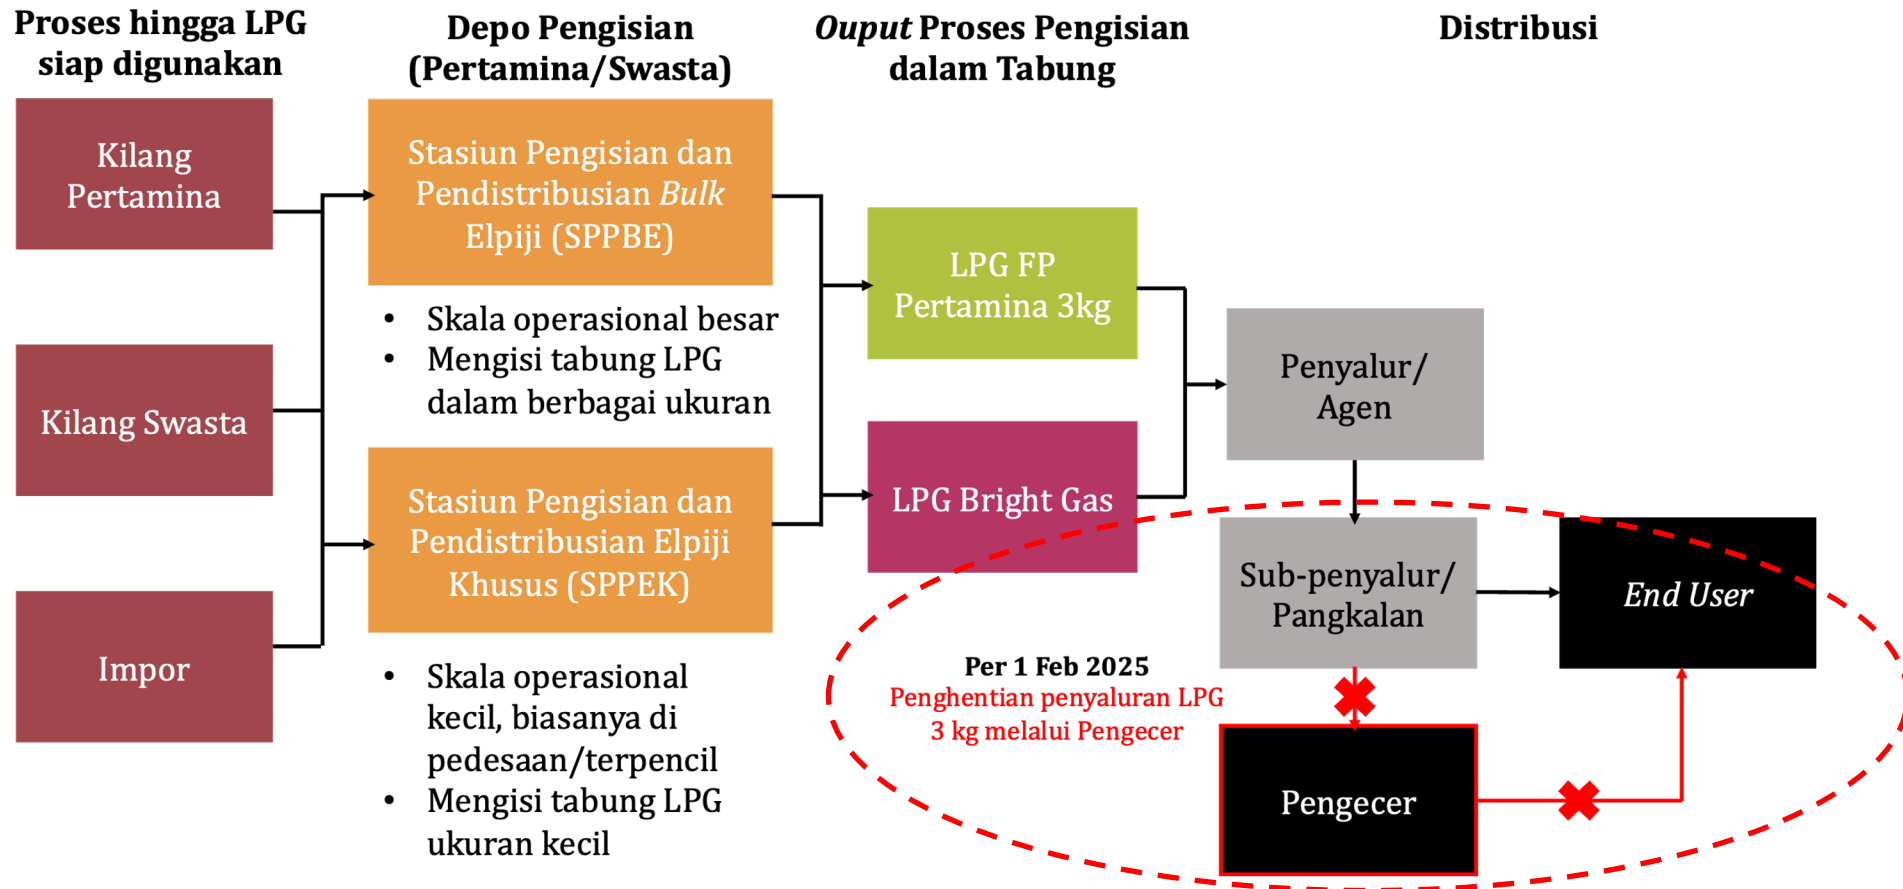 Proses hingga LPG
siap digunakan
Depo Pengisian
(Pertamina/Swasta)
Ouput Proses Pengisian
dalam Tabung
Distribusi
Kilang
Pertamina
Kilang Swasta
Impor
Stasiun Pengisian dan
Pendistribusian Bulk
Elpiji (SPPBE)
• Skala operasional besar
• Mengisi tabung LPG
dalam berbagai ukuran
Stasiun Pengisian dan
Pendistribusian Elpiji
Khusus (SPPEK)
• Skala operasional
kecil, biasanya di
pedesaan/terpencil
• Mengisi tabung LPG
ukuran kecil
LPG FP
Pertamina 3kg
LPG Bright Gas
Penyalur/
Agen
Sub-penyalur/
Pangkalan
End User
Per 1 Feb 2025
Penghentian penyaluran LPG
3 kg melalui Pengecer
Pengecer